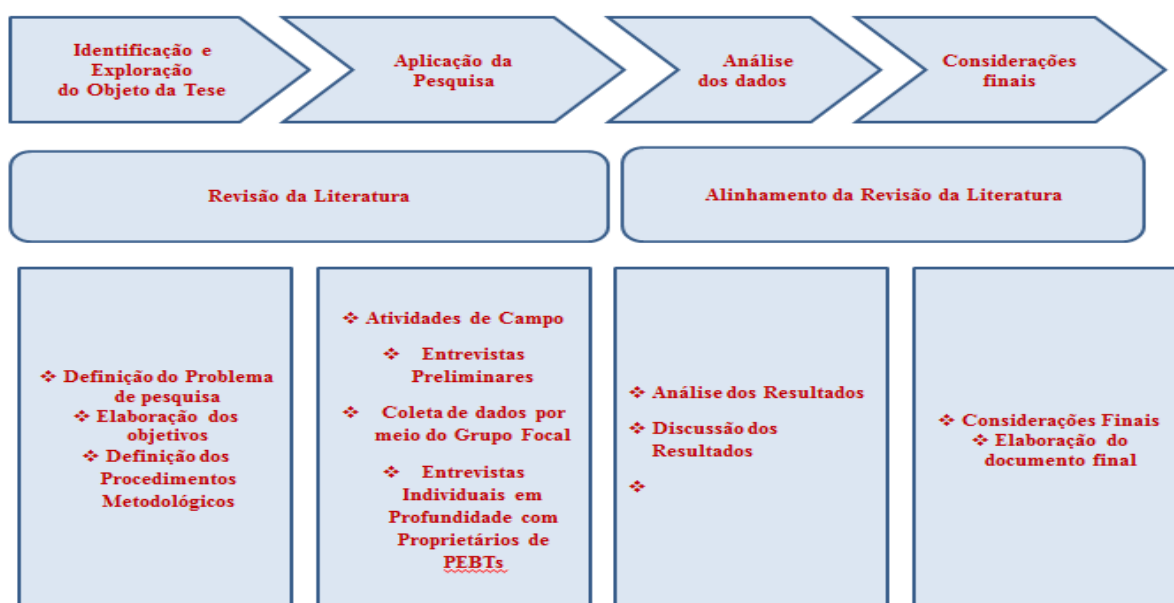 Identificação e
Exploração
do Objeto da Tese
Aplicação da
Pesquisa
Análise
dos dados
Considerações
finais
Revisão da Literatura
Alinhamento da Revisão da Literatura
❖ Definição do Problema
de pesquisa
❖ Elaboração dos
objetivos
❖ Definição dos
Procedimentos
Metodológicos
❖ Atividades de Campo
❖ Entrevistas
Preliminares
❖ Coleta de dados por
meio do Grupo Focal
❖ Entrevistas
Individuais em
Profundidade com
Proprietários de
PEBTs
❖ Análise dos Resultados
❖ Discussão dos
Resultados
❖
❖ Considerações Finais
❖ Elaboração do
documento final